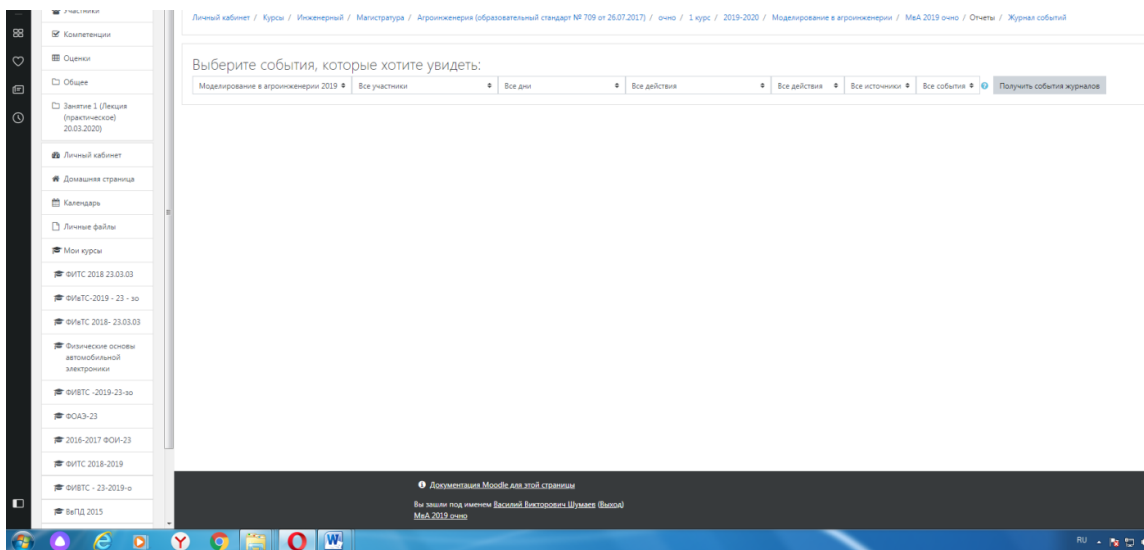 Участники
Компетенции
Оценки
Общее
Занятие 1 (Лекция
(практическое)
20.03.2020)
Личный кабинет
Домашняя страница
Календарь
Личные файлы
Мои курсы
ФИТС 2018 23.03.03
ФИвТС-2019 - 23 - зо
ФИвТС 2018- 23.03.03
Физические основы
автомобильной
электроники
ФИВТС -2019-23-зо
ФОАЭ-23
2016-2017 ФОИ-23
ФИТС 2018-2019
ФИВТС - 23-2019-о
ВеПД 2015
Личный кабинет / Курсы / Инженерный / Магистратура / Агроинженерия (образовательный стандарт № 709 от 26.07.2017) / очно / 1 курс / 2019-2020 / Моделирование в агроинженерии / МвА 2019 очно / Отчеты / Журнал событий
Выберите события, которые хотите увидеть:
Моделирование в агроинженерии 2019 Все участники Все дни Все действия Все действия Все источники Все события Получить события журналов
Документация Moodle для этой страницы
Вы зашли под именем Василий Викторович Шумаев (Выход)
МвА 2019 очно
RU